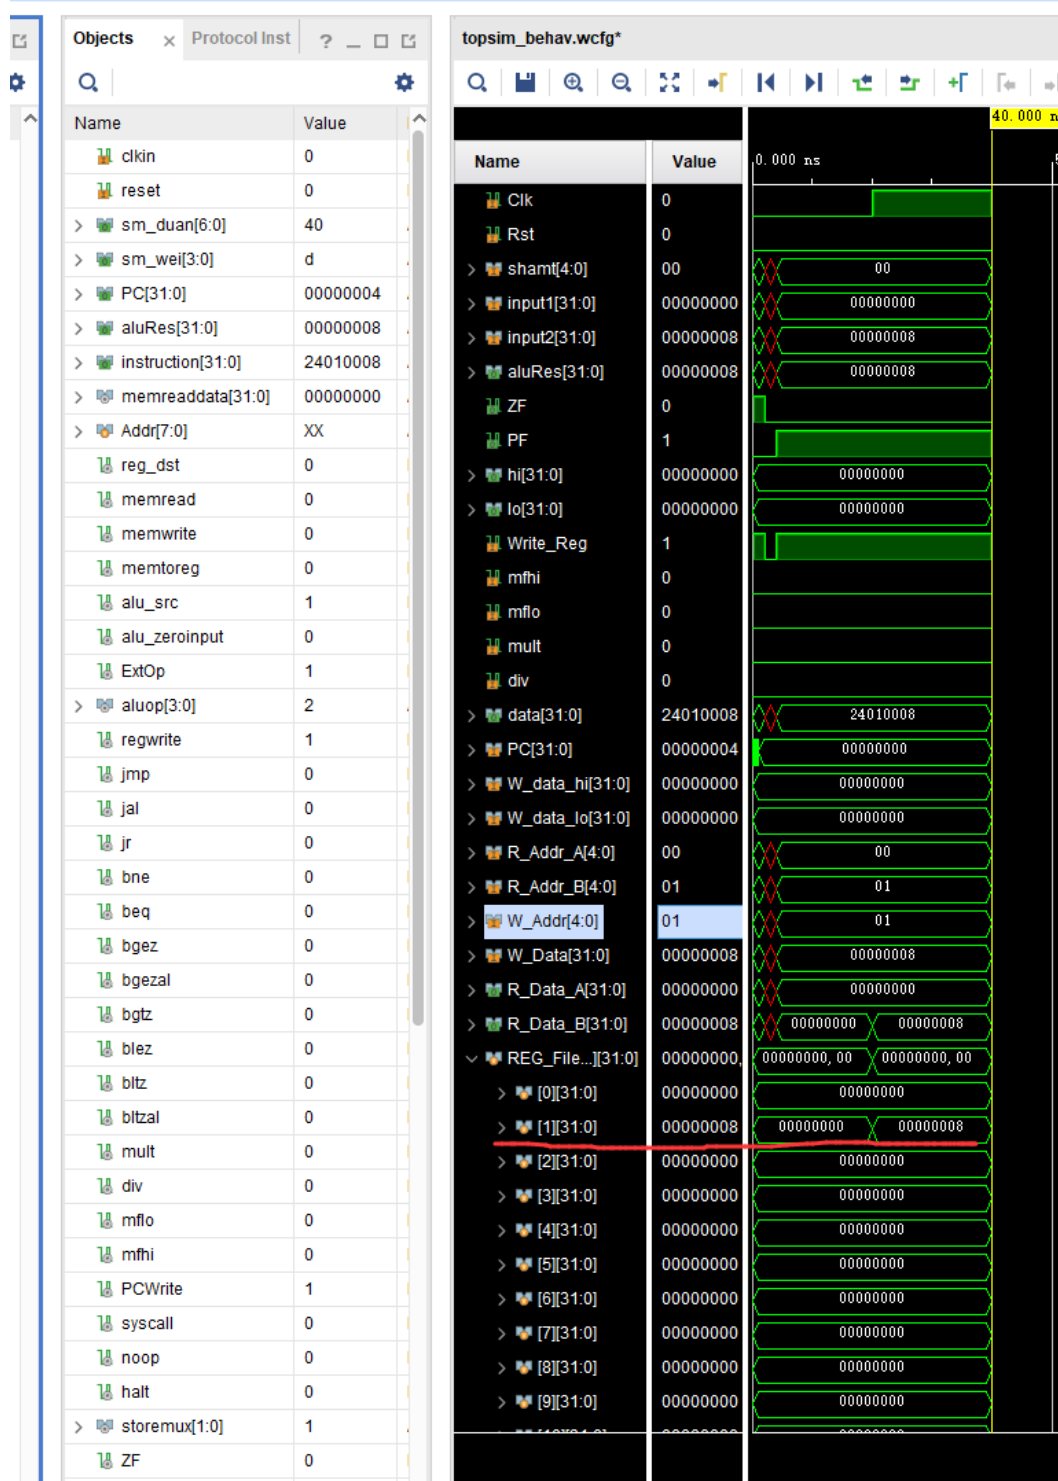 Objects × Protocol Inst ? _
Name Value
clkin 0
reset 0
sm_duan[6:0] 40
sm_wei[3:0] d
PC[31:0] 00000004
aluRes[31:0] 00000008
instruction[31:0] 24010008
memreaddata[31:0] 00000000
Addr[7:0] XX
reg_dst 0
memread 0
memwrite 0
memtoreg 0
alu_src 1
alu_zeroinput 0
ExtOp 1
aluop[3:0] 2
regwrite 1
jmp 0
jal 0
jr 0
bne 0
beq 0
bgez 0
bgezal 0
bgtz 0
blez 0
bltz 0
bltzal 0
mult 0
div 0
mflo 0
mfhi 0
PCWrite 1
syscall 0
noop 0
halt 0
storemux[1:0] 1
ZF 0
topsim_behav.wcfg*
40.000 n
Name Value 0.000 ns
Clk 0
Rst 0
shamt[4:0] 00 00
input1[31:0] 00000000 00000000
input2[31:0] 00000008 00000008
aluRes[31:0] 00000008 00000008
ZF 0
PF 1
hi[31:0] 00000000 00000000
lo[31:0] 00000000 00000000
Write_Reg 1
mfhi 0
mflo 0
mult 0
div 0
data[31:0] 24010008 24010008
PC[31:0] 00000004 00000000
W_data_hi[31:0] 00000000 00000000
W_data_lo[31:0] 00000000 00000000
R_Addr_A[4:0] 00 00
R_Addr_B[4:0] 01 01
W_Addr[4:0] 01 01
W_Data[31:0] 00000008 00000008
R_Data_A[31:0] 00000000 00000000
R_Data_B[31:0] 00000008 00000000 00000008
REG_File...][31:0] 00000000, 00000000, 00 00000000, 00
[0][31:0] 00000000 00000000
[1][31:0] 00000008 00000000 00000008
[2][31:0] 00000000 00000000
[3][31:0] 00000000 00000000
[4][31:0] 00000000 00000000
[5][31:0] 00000000 00000000
[6][31:0] 00000000 00000000
[7][31:0] 00000000 00000000
[8][31:0] 00000000 00000000
[9][31:0] 00000000 00000000